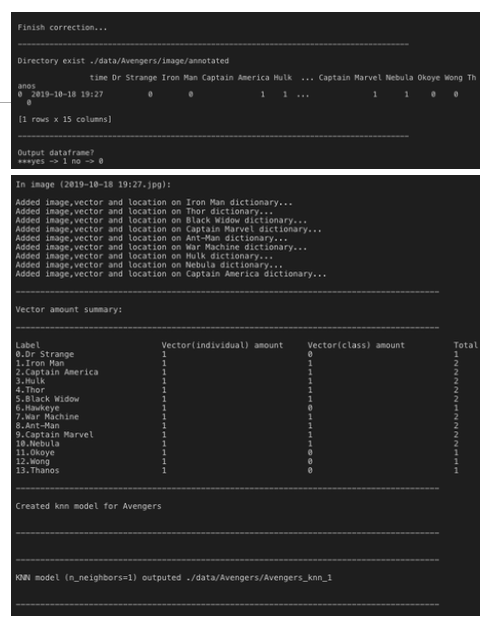 Finish correction...
Directory exist ./data/Avengers/image/annotated
time Dr Strange Iron Man Captain America Hulk ... Captain Marvel Nebula Okoye Wong Th
anos
0 2019-10-18 19:27 0 0 1 1 ... 1 1 0 0
0
[1 rows x 15 columns]
Output dataframe?
***yes -> 1 no -> 0
In image (2019-10-18 19:27.jpg):
Added image,vector and location on Iron Man dictionary...
Added image,vector and location on Thor dictionary...
Added image,vector and location on Black Widow dictionary...
Added image,vector and location on Captain Marvel dictionary...
Added image,vector and location on Ant-Man dictionary...
Added image,vector and location on War Machine dictionary...
Added image,vector and location on Hulk dictionary...
Added image,vector and location on Nebula dictionary...
Added image,vector and location on Captain America dictionary...
Vector amount summary:
Label Vector(individual) amount Vector(class) amount Total
0.Dr Strange 1 0 1
1.Iron Man 1 1 2
2.Captain America 1 1 2
3.Hulk 1 1 2
4.Thor 1 1 2
5.Black Widow 1 1 2
6.Hawkeye 1 0 1
7.War Machine 1 1 2
8.Ant-Man 1 1 2
9.Captain Marvel 1 1 2
10.Nebula 1 1 2
11.Okoye 1 0 1
12.Wong 1 0 1
13.Thanos 1 0 1
Created knn model for Avengers
KNN model (n_neighbors=1) outputed ./data/Avengers/Avengers_knn_1